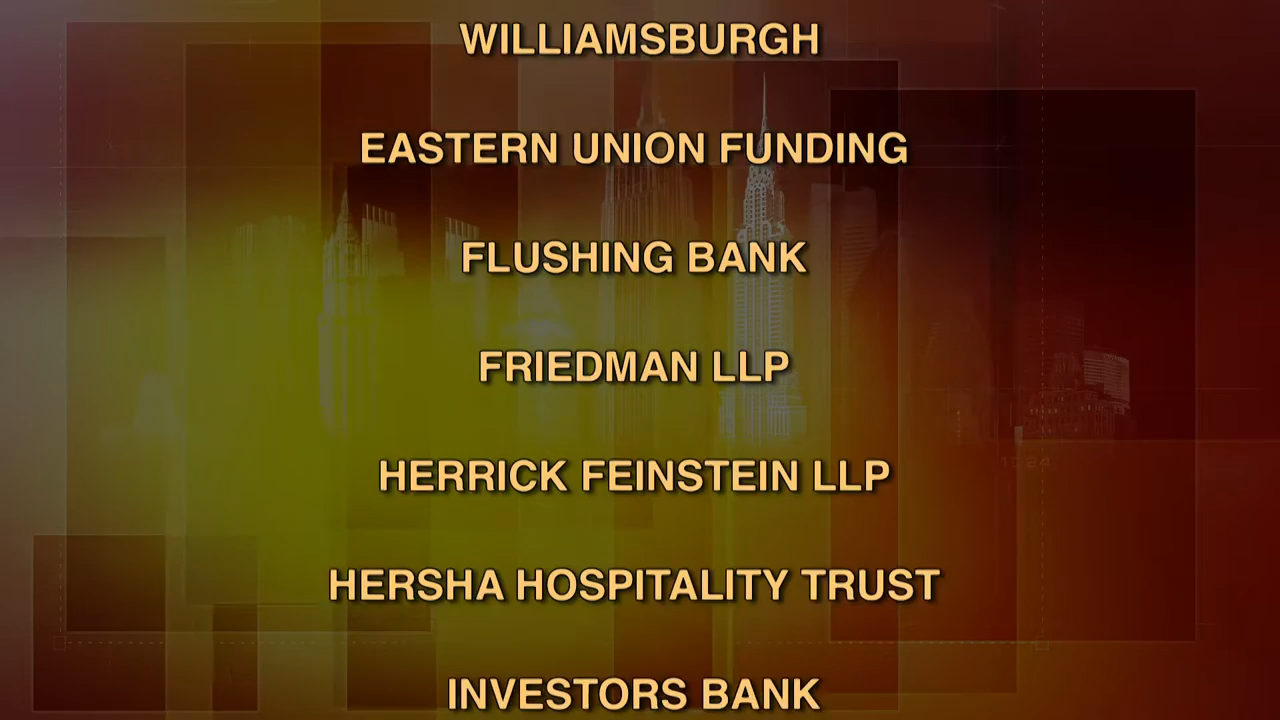 WILLIAMSBURGH
EASTERN UNION FUNDING
FLUSHING BANK
FRIEDMAN LLP
HERRICK FEINSTEIN LLP
HERSHA HOSPITALITY TRUST
INVESTORS BANK